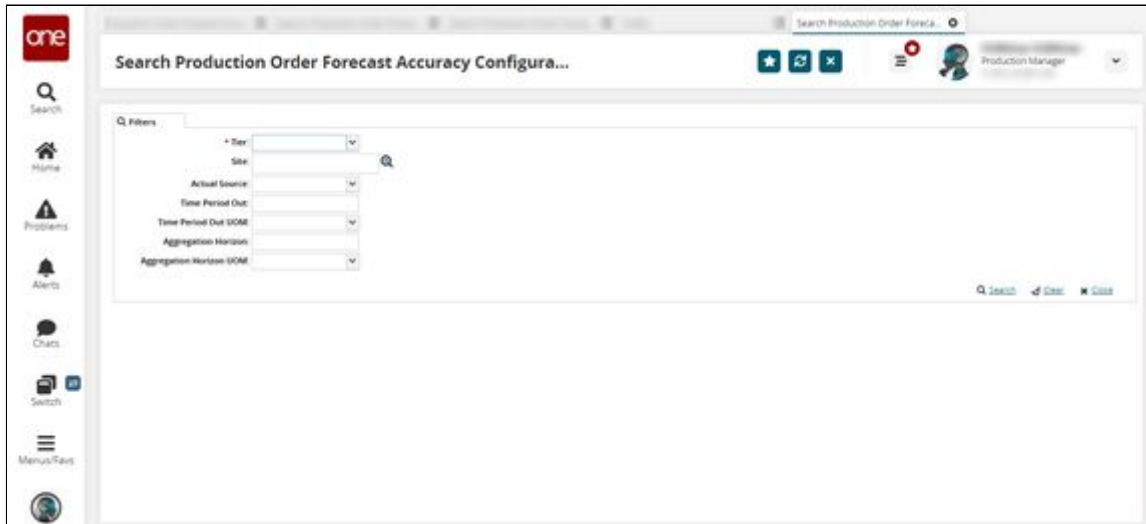 one
Search Production Order Foreca...
Search Production Order Forecast Accuracy Configura...
Production Manager
Search
Home
Problems
Alerts
Chats
Switch
Menus/Favs
Filters
* Tier:
Site:
Actual Source:
Time Period Out:
Time Period Out UOM:
Aggregation Horizon:
Aggregation Horizon UOM:
Search Clear Close